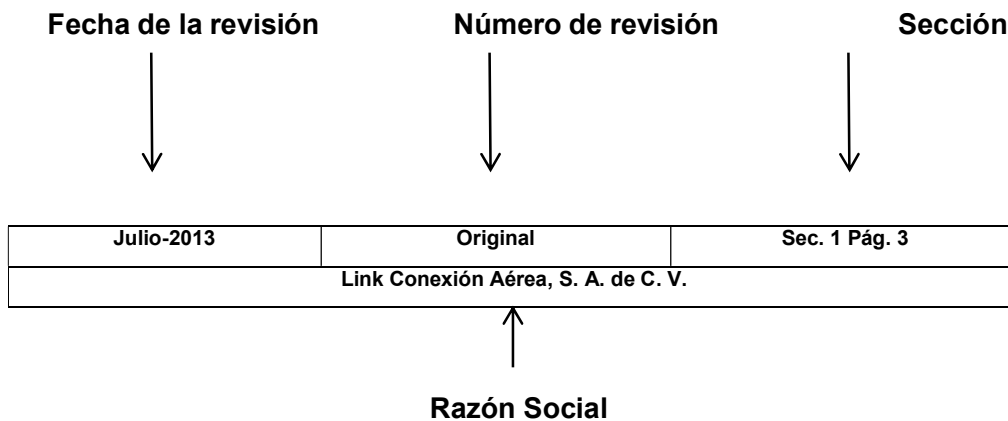 Fecha de la revisión Número de revisión Sección
Julio-2013 Original Sec. 1 Pág. 3
Link Conexión Aérea, S. A. de C. V.
Razón Social